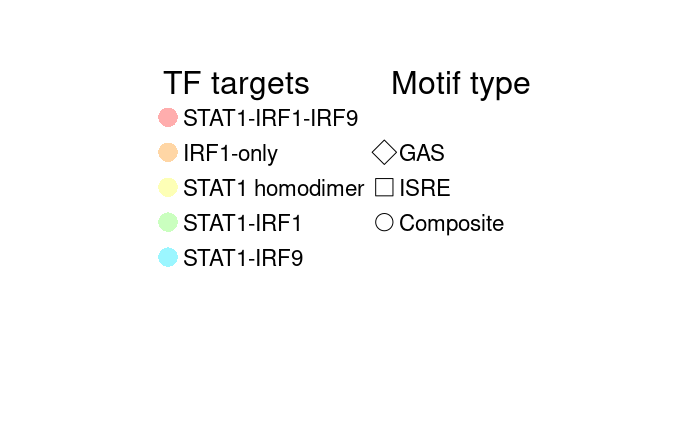 TF targets
STAT1-IRF1-IRF9
IRF1-only
STAT1 homodimer
STAT1-IRF1
STAT1-IRF9
Motif type
GAS
ISRE
Composite